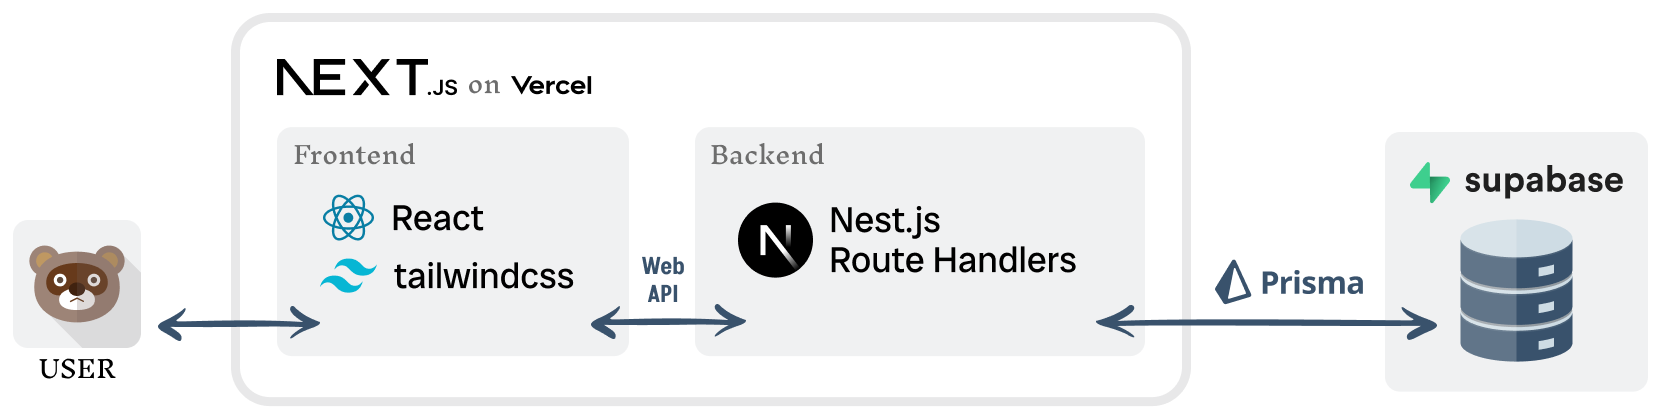 NEXT.JS on Vercel
Frontend
React
tailwindcss
Web
API
Backend
Nest.js
Route Handlers
Prisma
supabase
USER